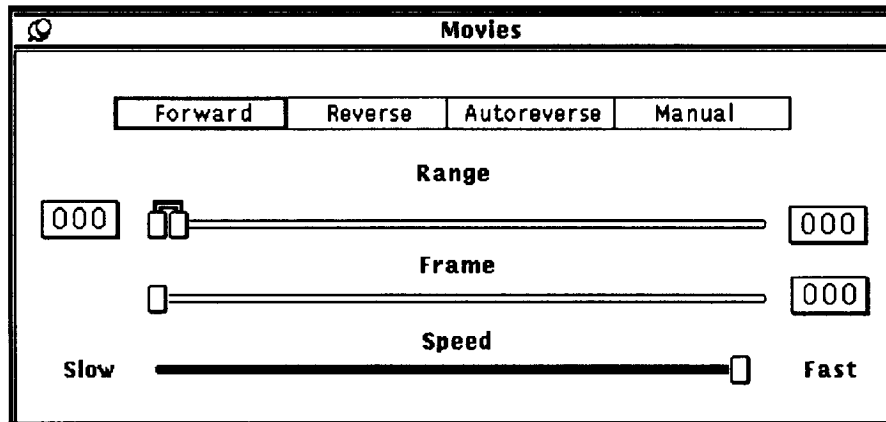 Movies
Forward Reverse Autoreverse Manual
Range
000 000
Frame
000
Speed
Slow Fast